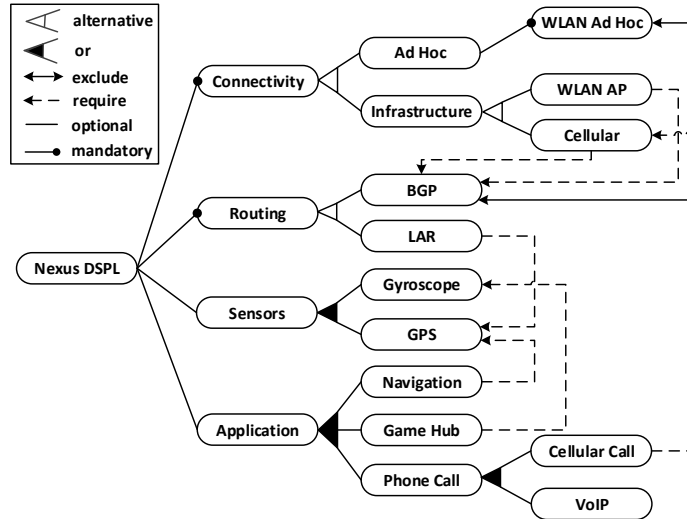 alternative
or
exclude
require
optional
mandatory
Nexus DSPL
Connectivity
Ad Hoc
WLAN Ad Hoc
Infrastructure
WLAN AP
Cellular
Routing
BGP
LAR
Sensors
Gyroscope
GPS
Application
Navigation
Game Hub
Phone Call
Cellular Call
VoIP